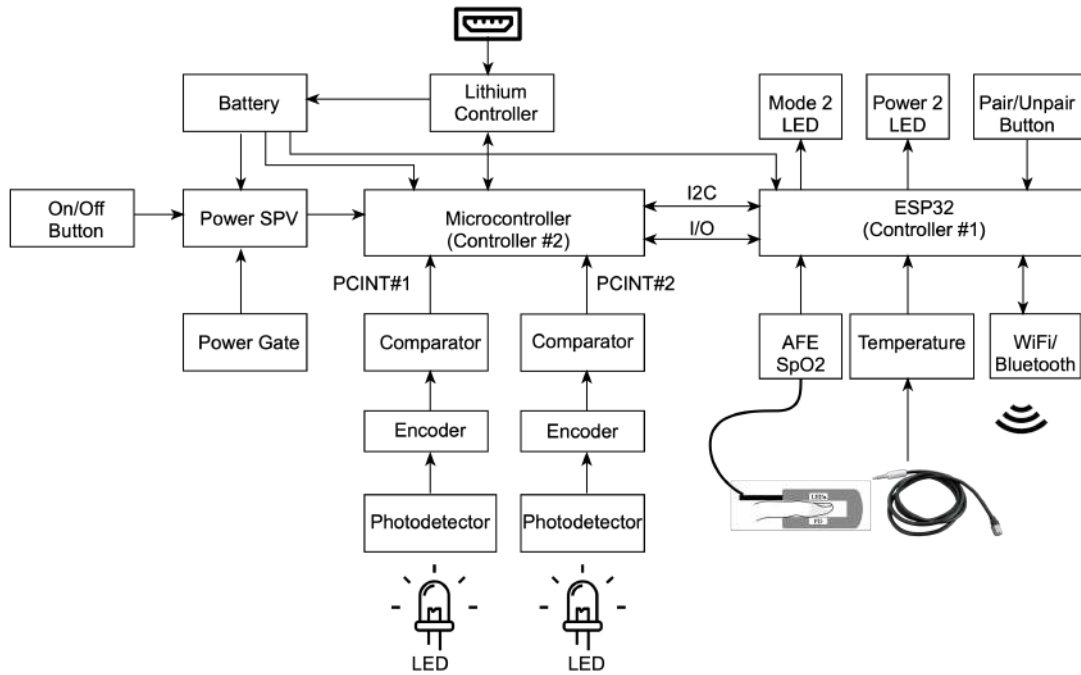 Battery
Lithium
Controller
Mode 2
LED
Power 2
LED
Pair/Unpair
Button
On/Off
Button
Power SPV
Microcontroller
(Controller #2)
I2C
I/O
ESP32
(Controller #1)
PCINT#1
PCINT#2
Power Gate
Comparator
Comparator
AFE
SpO2
Temperature
WiFi/
Bluetooth
Encoder
Encoder
LED's
PD
Photodetector
Photodetector
LED
LED